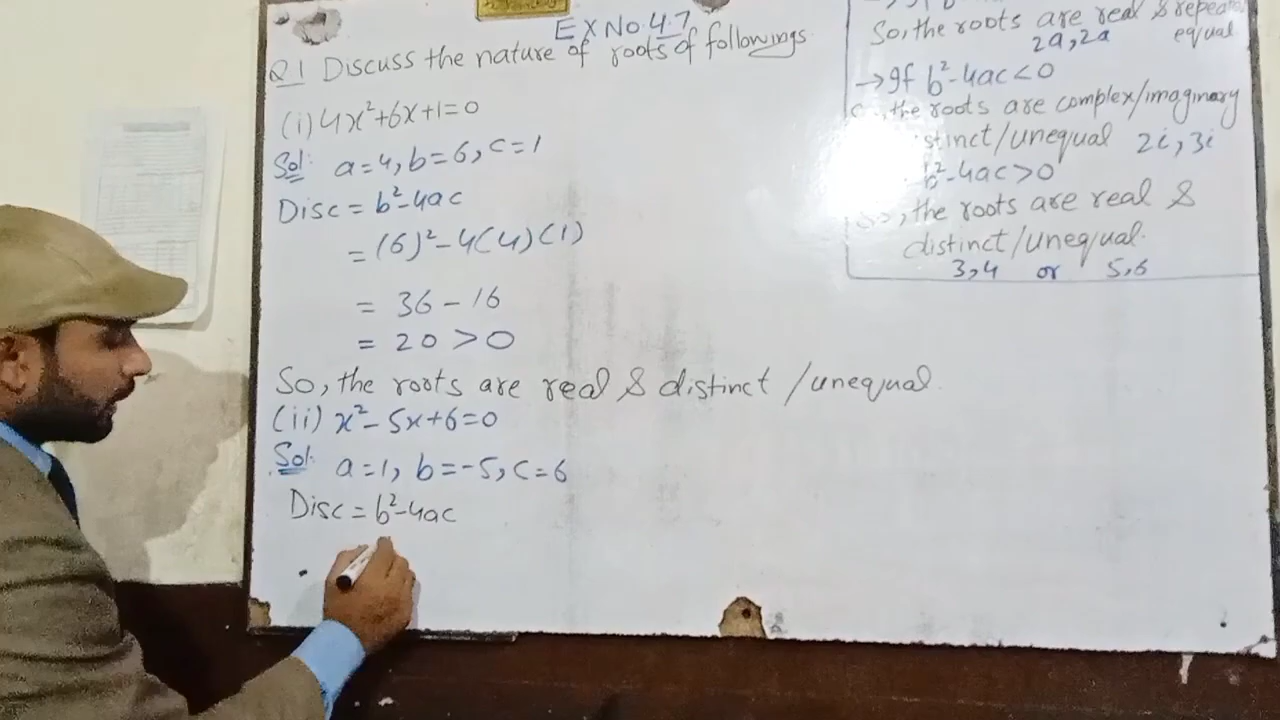 EX No. 4.7
Q1 Discuss the nature of roots of followings.
(i) 4x²+6x+1=0
Sol: a=4, b=6, c=1
Disc = b²-4ac
= (6)² - 4(4)(1)
= 36 - 16
= 20 > 0
So, the roots are real & distinct /unequal.
(ii) x²-5x+6=0
Sol: a=1, b=-5, c=6
Disc = b²-4ac
So, the roots are real &
2a, 2a equal
→ If b²-4ac<0
the roots are complex/imaginary
/unequal 2i, 3i
b²-4ac>0
So, the roots are real &
distinct/unequal.
3,4 or 5,6